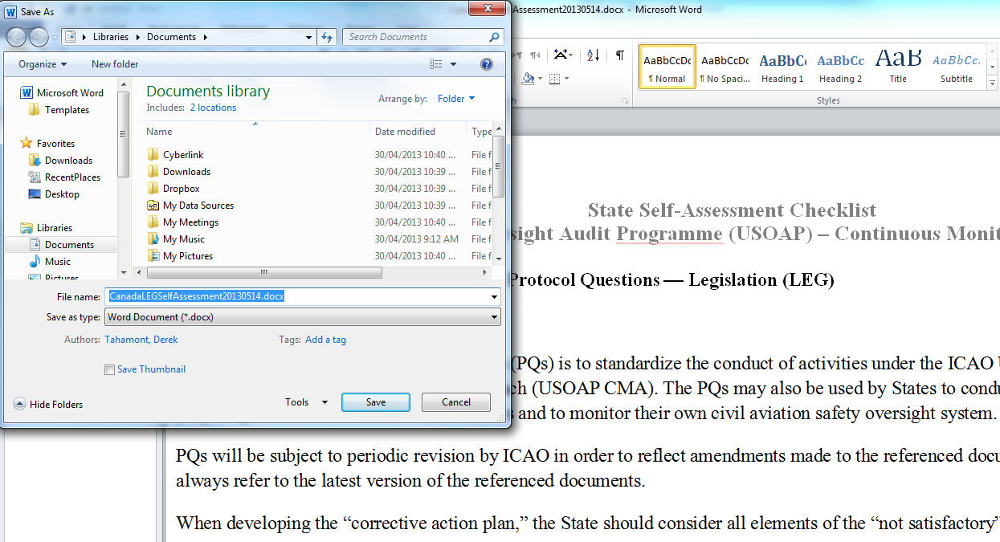 Save As
Assessment20130514.docx - Microsoft Word
Libraries
Documents
Search Documents
Organize
New folder
Microsoft Word
Templates
Favorites
Downloads
RecentPlaces
Desktop
Libraries
Documents
Music
Pictures
Documents library
Includes: 2 locations
Arrange by: Folder
Name Date modified Type
Cyberlink 30/04/2013 10:40 ... File f
Downloads 30/04/2013 10:39 ... File f
Dropbox 30/04/2013 10:39 ... File f
My Data Sources 30/04/2013 10:39 ... File f
My Meetings 30/04/2013 10:40 ... File f
My Music 30/04/2013 9:12 AM File f
My Pictures 30/04/2013 10:40 ... File f
File name: CanadaLEGSelfAssessment20130514.docx
Save as type: Word Document (*.docx)
Authors: Tahamont, Derek
Tags: Add a tag
Save Thumbnail
Hide Folders
Tools
Save
Cancel
AaBbCcDc AaBbCcDc AaBbC AaBbCc AaB AaBbCc.
¶ Normal ¶ No Spaci... Heading 1 Heading 2 Title Subtitle
Styles
State Self-Assessment Checklist
sight Audit Programme (USOAP) – Continuous Monit
Protocol Questions — Legislation (LEG)
(PQs) is to standardize the conduct of activities under the ICAO U
ch (USOAP CMA). The PQs may also be used by States to condu
s and to monitor their own civil aviation safety oversight system.
PQs will be subject to periodic revision by ICAO in order to reflect amendments made to the referenced docu
always refer to the latest version of the referenced documents.
When developing the “corrective action plan,” the State should consider all elements of the “not satisfactory”